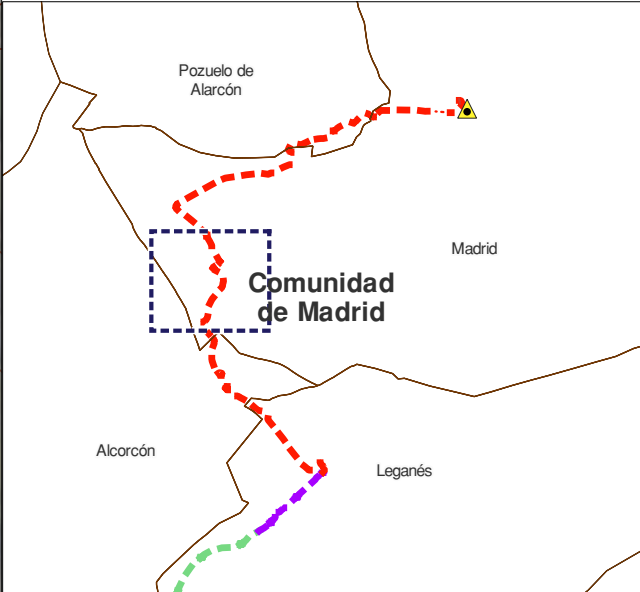 Pozuelo de
Alarcón
Madrid
Comunidad
de Madrid
Alcorcón
Leganés